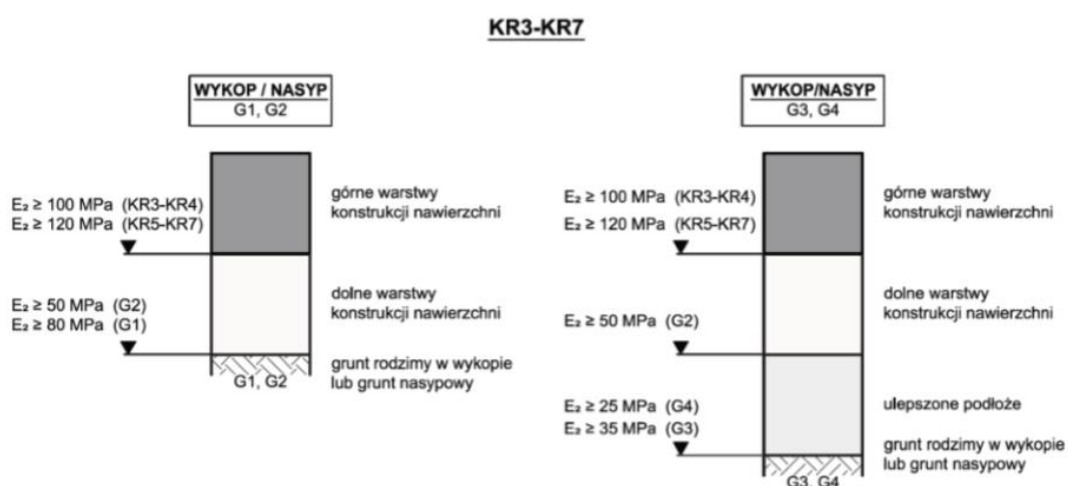 KR3-KR7
WYKOP / NASYP
G1, G2
E₂ ≥ 100 MPa (KR3-KR4)
E₂ ≥ 120 MPa (KR5-KR7)
górne warstwy
konstrukcji nawierzchni
E₂ ≥ 50 MPa (G2)
E₂ ≥ 80 MPa (G1)
dolne warstwy
konstrukcji nawierzchni
G1, G2
grunt rodzimy w wykopie
lub grunt nasypowy
WYKOP/NASYP
G3, G4
E₂ ≥ 100 MPa (KR3-KR4)
E₂ ≥ 120 MPa (KR5-KR7)
górne warstwy
konstrukcji nawierzchni
E₂ ≥ 50 MPa (G2)
dolne warstwy
konstrukcji nawierzchni
E₂ ≥ 25 MPa (G4)
E₂ ≥ 35 MPa (G3)
ulepszone podłoże
grunt rodzimy w wykopie
lub grunt nasypowy
G3, G4